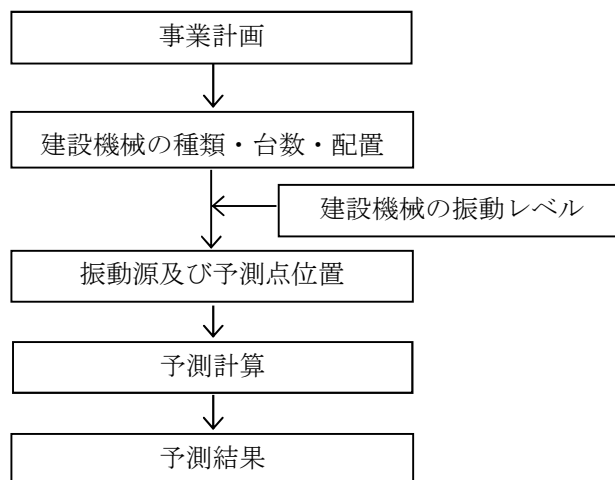 事業計画
建設機械の種類・台数・配置
建設機械の振動レベル
振動源及び予測点位置
予測計算
予測結果